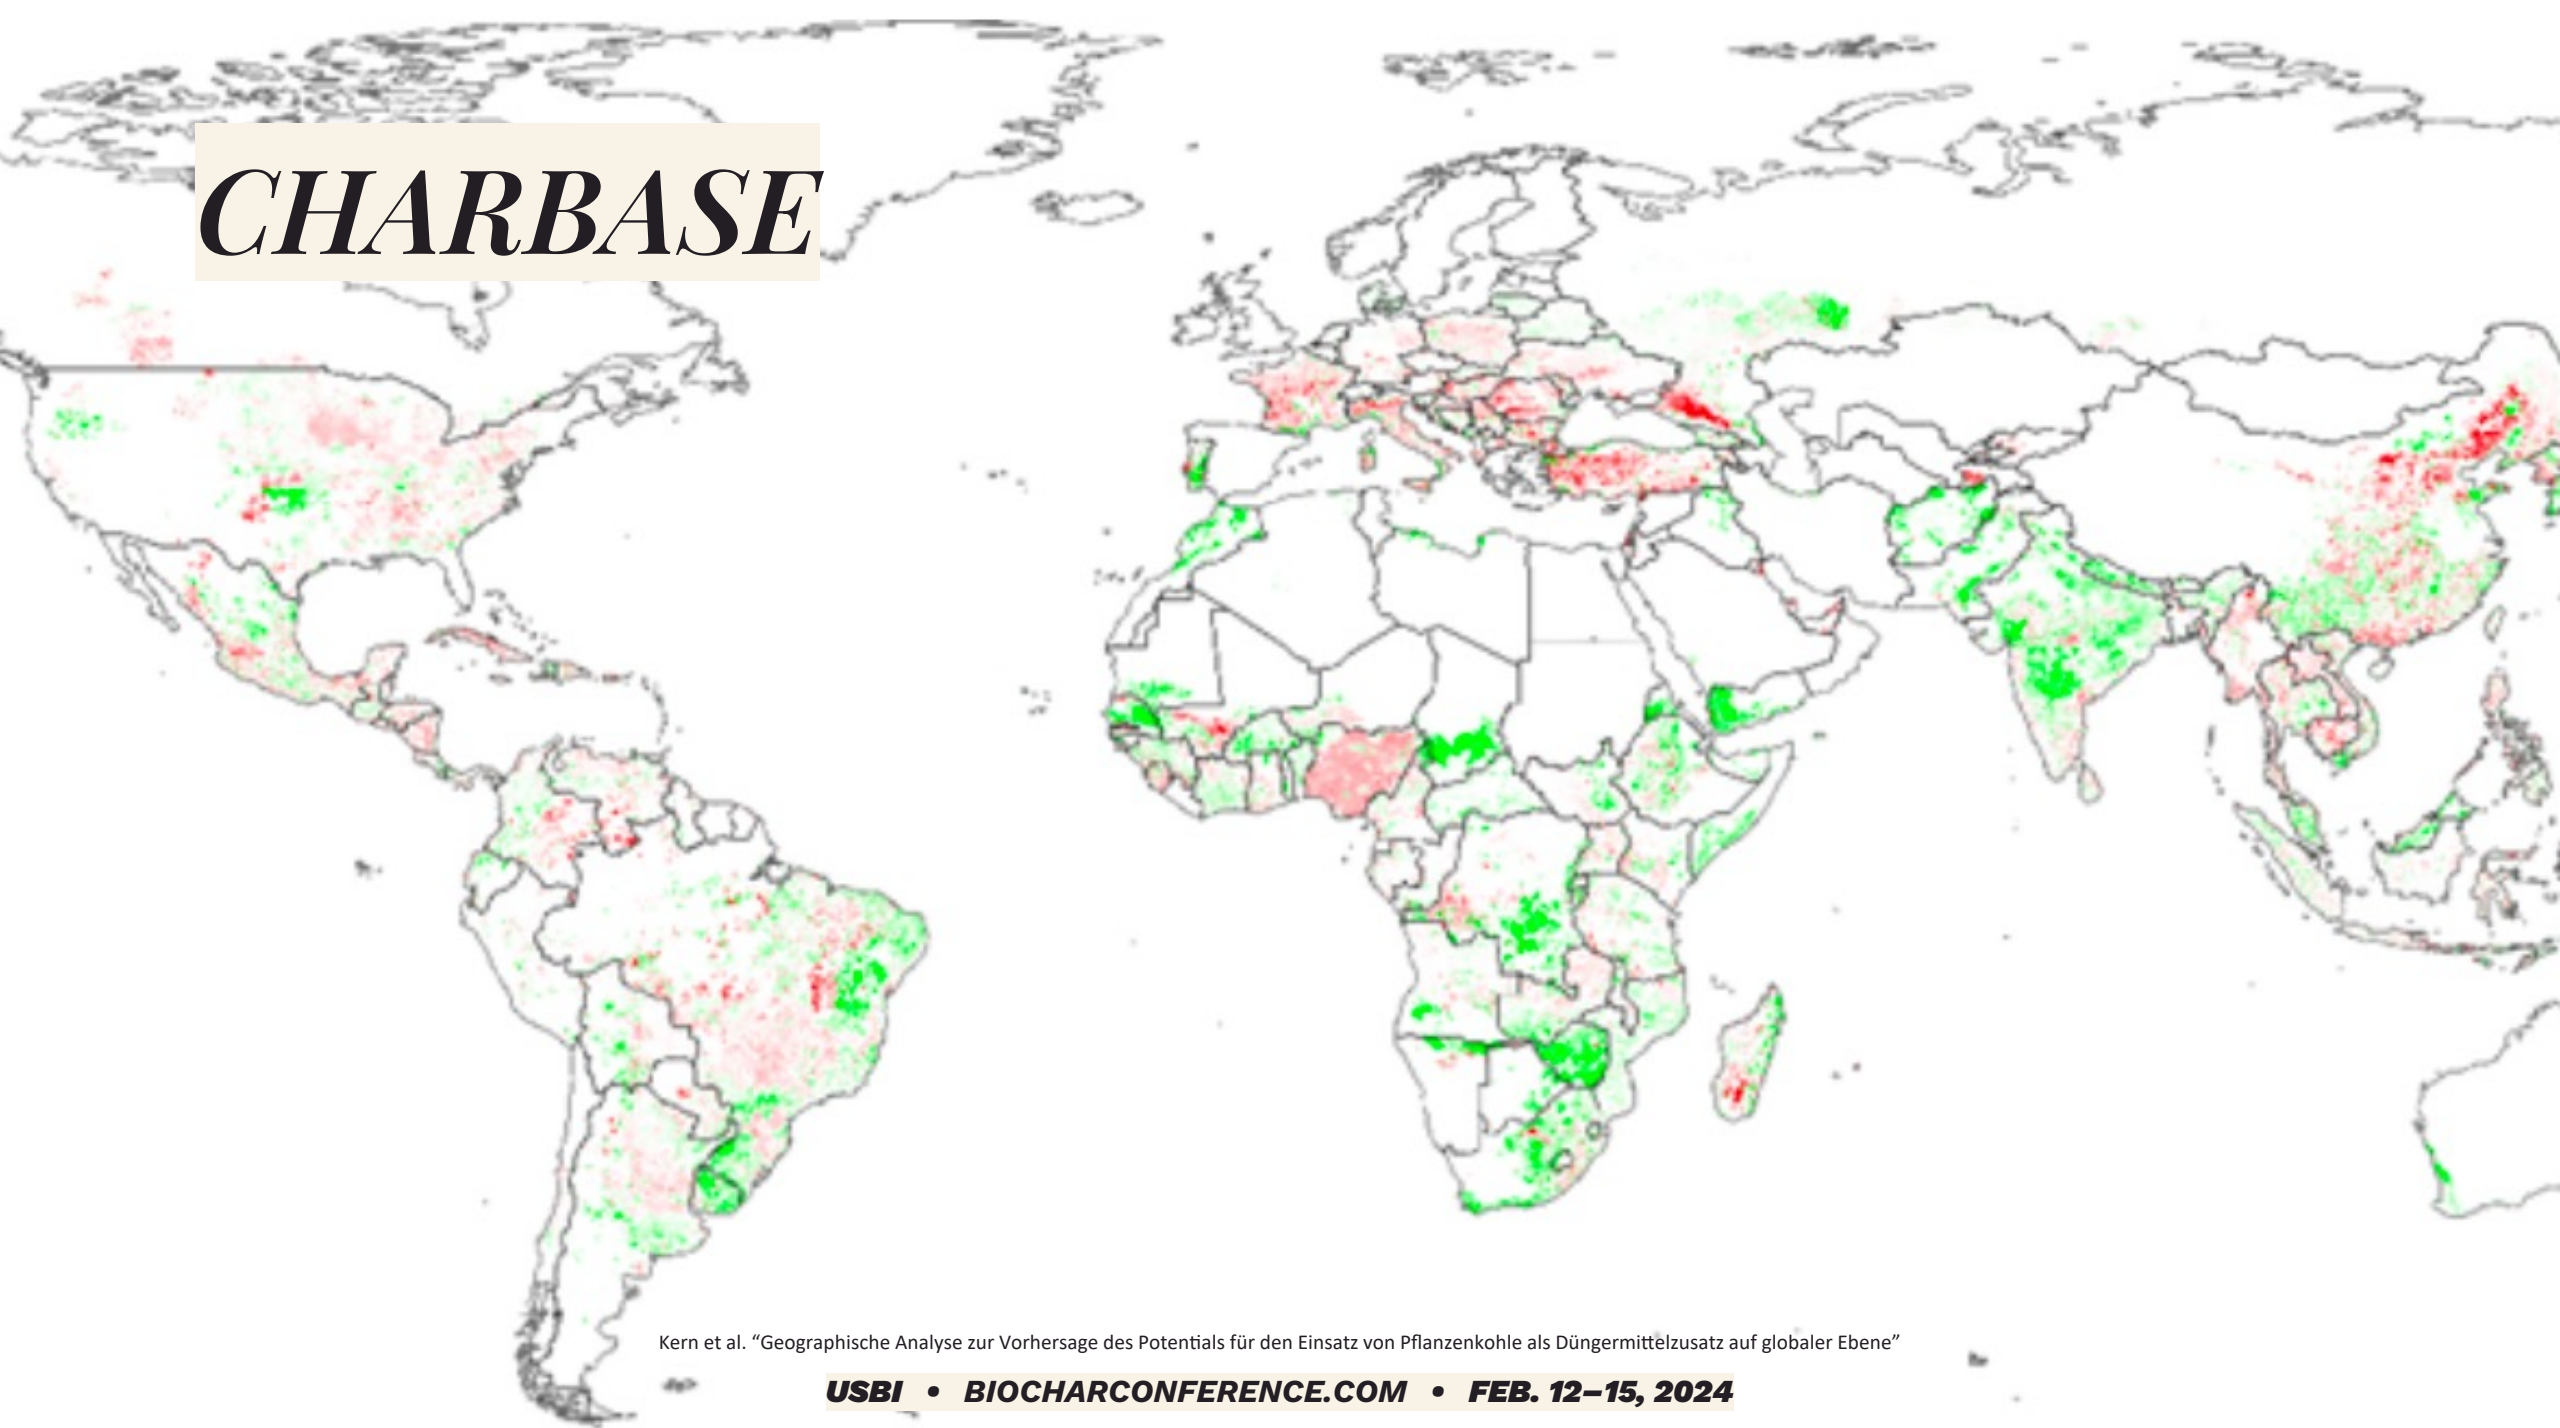 CHARBASE
Kern et al. “Geographische Analyse zur Vorhersage des Potentials für den Einsatz von Pflanzenkohle als Düngermittelzusatz auf globaler Ebene”
USBI • BIOCHARCONFERENCE.COM • FEB. 12–15, 2024